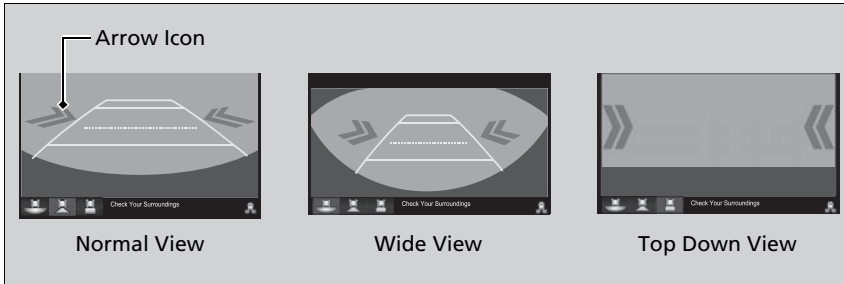 Arrow Icon
Check Your Surroundings
Check Your Surroundings
Check Your Surroundings
Normal View
Wide View
Top Down View